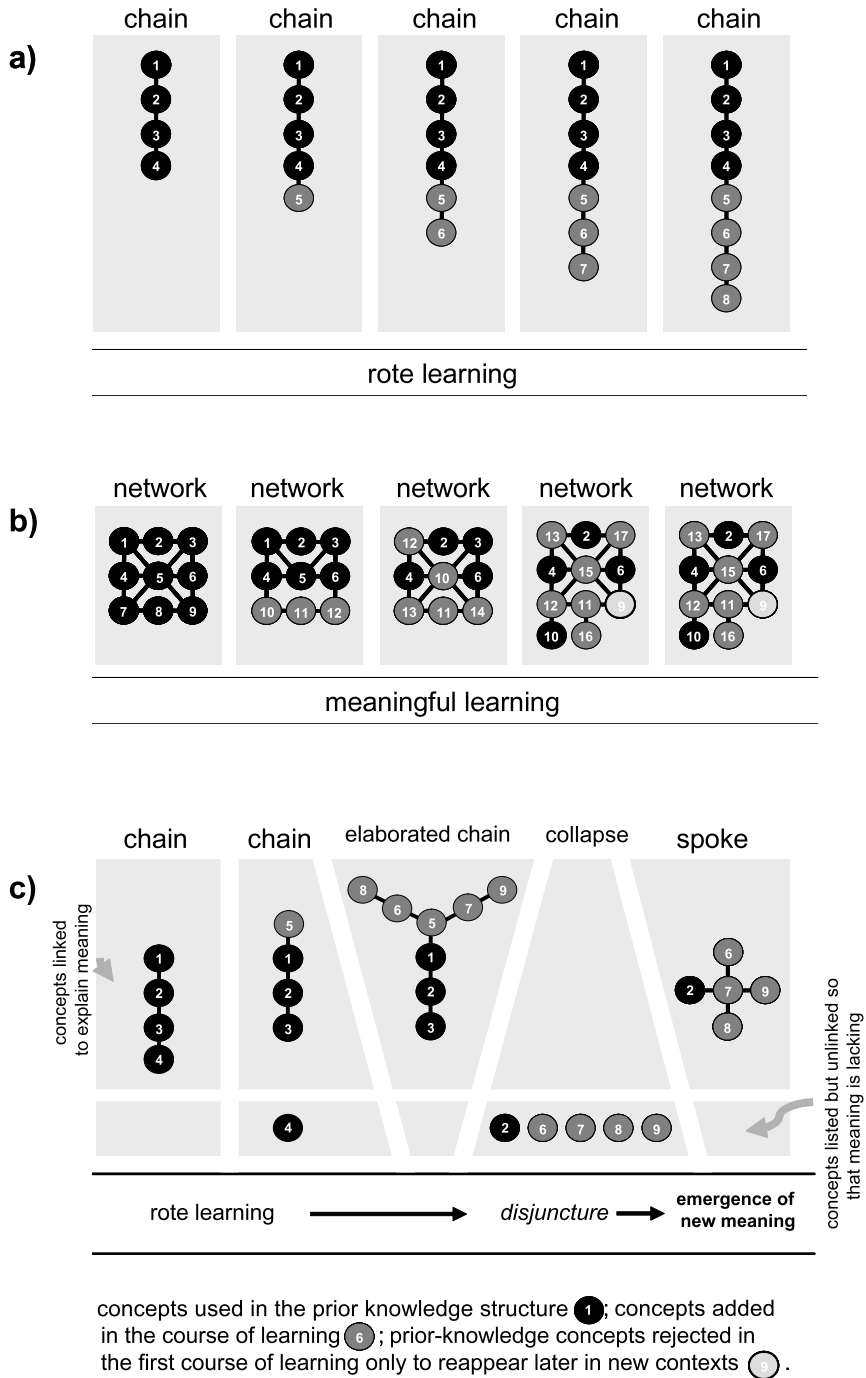 chain chain chain chain chain
a)
1 1 1 1 1
2 2 2 2 2
3 3 3 3 3
4 4 4 4 4
5 5 5 5
6 6 6
7 7
8
rote learning
network network network network network
b)
1 2 3 1 2 3 12 2 3 13 2 17 13 2 17
4 5 6 4 5 6 4 10 6 4 15 6 4 15 6
7 8 9 10 11 12 13 11 14 12 11 9 12 11 9
10 16 10 16
meaningful learning
chain chain elaborated chain collapse spoke
c)
concepts linked
to explain meaning
1
2
3
4
5
1
2
3
8 9
6 7
5
1
2
3
6
2 7 9
8
4
2 6 7 8 9
concepts listed but unlinked so
that meaning is lacking
rote learning disjuncture emergence of
new meaning
concepts used in the prior knowledge structure 1; concepts added
in the course of learning 6; prior-knowledge concepts rejected in
the first course of learning only to reappear later in new contexts 9.